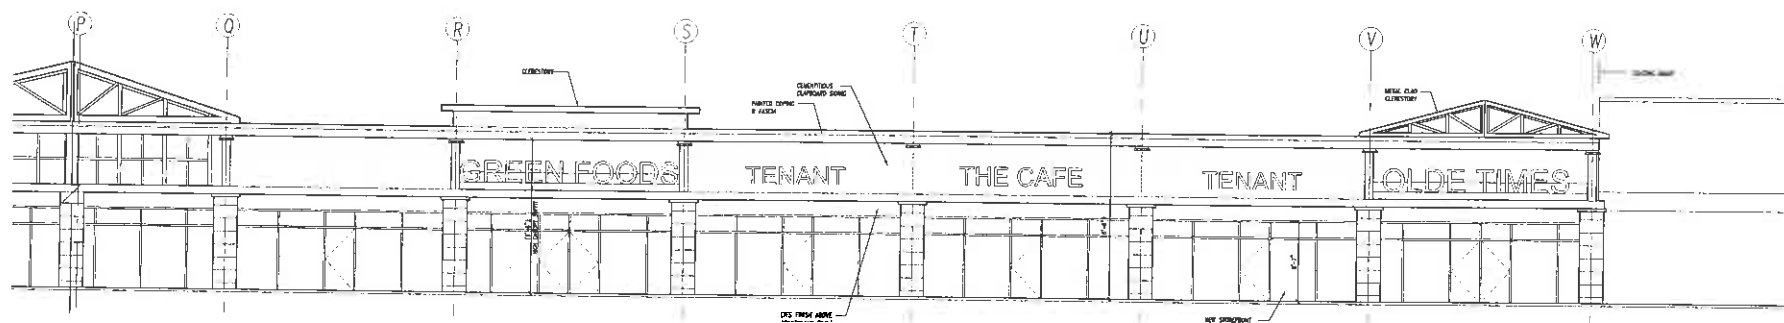 P
Q
R
S
T
U
V
W
CLERESTORY
CEMENTITIOUS
CLAPBOARD SIDING
PAINTED COPING
& FASCIA
METAL CLAD
CLERESTORY
GREEN FOODS
TENANT
THE CAFE
TENANT
OLDE TIMES
EIFS FINISH ABOVE
NEW STOREFRONT